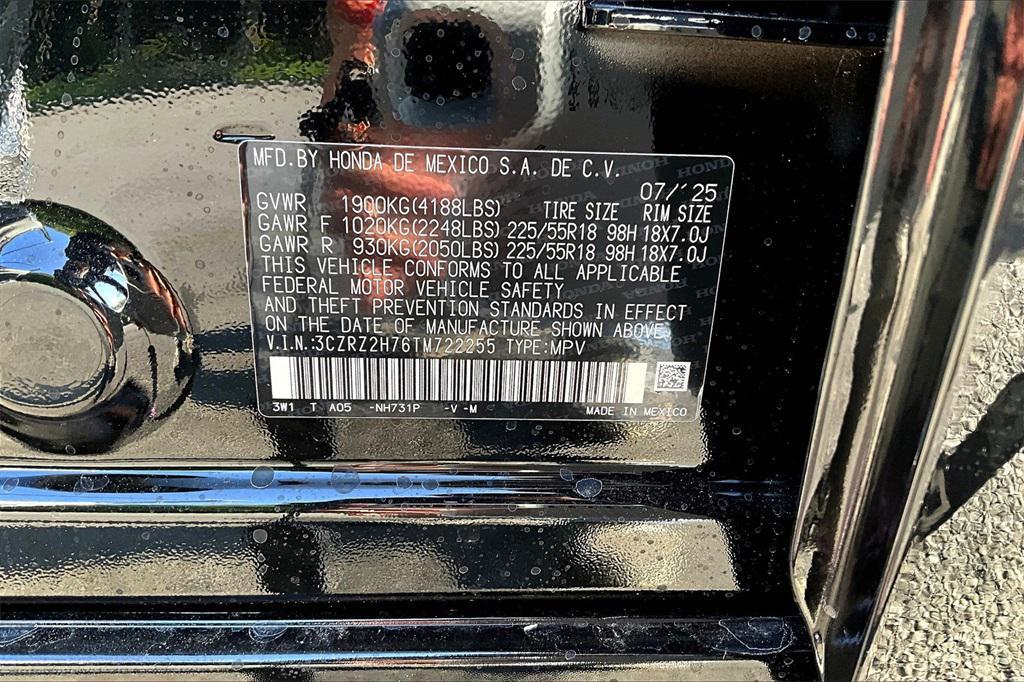 MFD.BY HONDA DE MEXICO S.A. DE C.V.
07/'25
GVWR 1900KG(4188LBS) TIRE SIZE RIM SIZE
GAWR F 1020KG(2248LBS) 225/55R18 98H 18X7.0J
GAWR R 930KG(2050LBS) 225/55R18 98H 18X7.0J
THIS VEHICLE CONFORMS TO ALL APPLICABLE
FEDERAL MOTOR VEHICLE SAFETY
AND THEFT PREVENTION STANDARDS IN EFFECT
ON THE DATE OF MANUFACTURE SHOWN ABOVE.
V.I.N.:3CZRZ2H76TM722255 TYPE:MPV
3W1 T A05 -NH731P -V -M MADE IN MEXICO